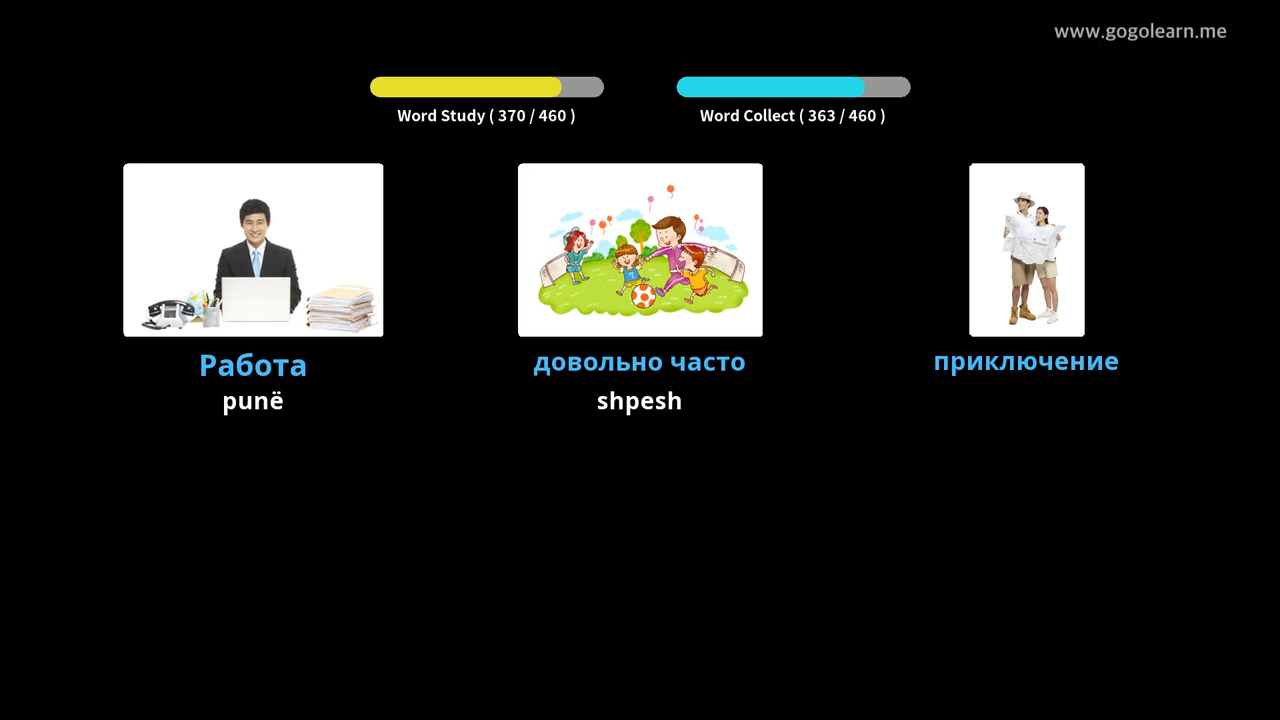 www.gogolearn.me
Word Study ( 370 / 460 )
Word Collect ( 363 / 460 )
Работа
довольно часто
приключение
punë
shpesh